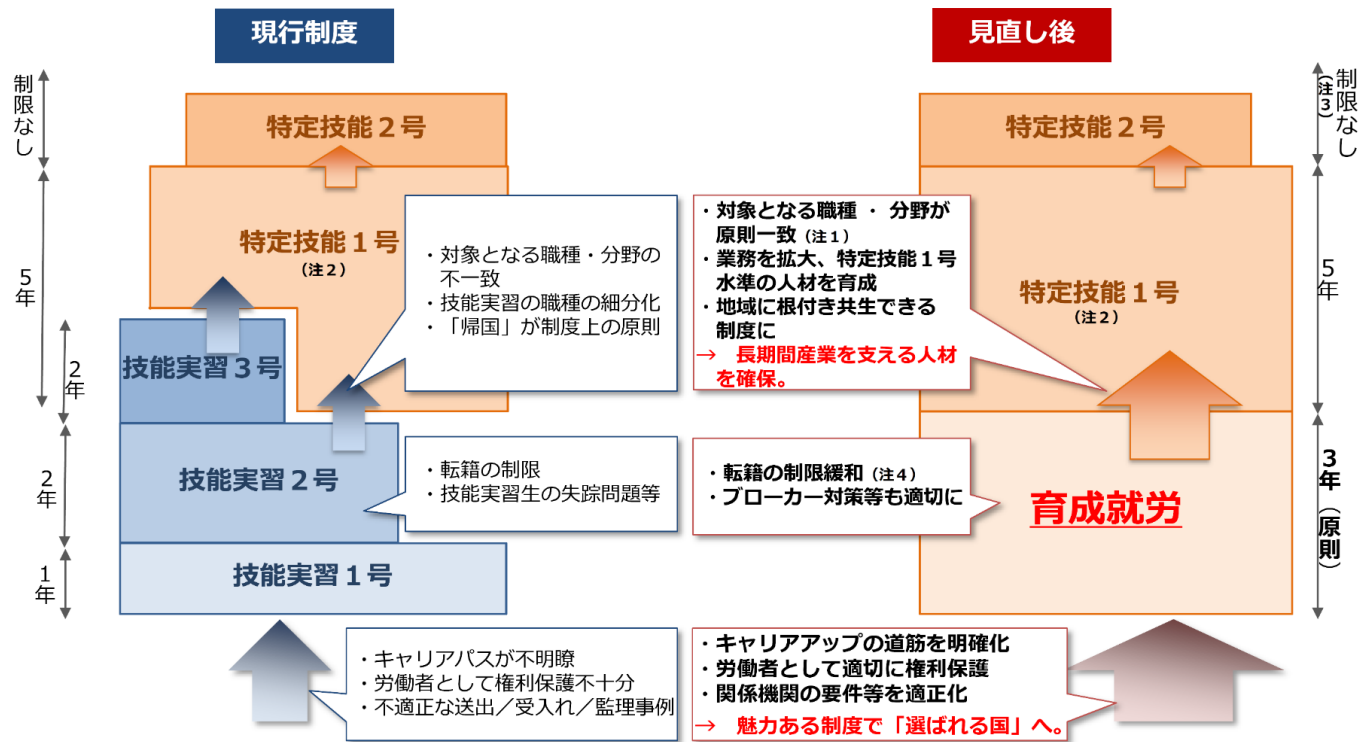 現行制度
見直し後
制限なし
5年
2年
2年
1年
特定技能２号
特定技能１号
（注２）
技能実習３号
技能実習２号
技能実習１号
・対象となる職種・分野の
不一致
・技能実習の職種の細分化
・「帰国」が制度上の原則
・転籍の制限
・技能実習生の失踪問題等
・キャリアパスが不明瞭
・労働者として権利保護不十分
・不適正な送出／受入れ／監理事例
・対象となる職種 ・ 分野が
原則一致（注１）
・業務を拡大、特定技能１号
水準の人材を育成
・地域に根付き共生できる
制度に
→　長期間産業を支える人材
を確保。
・転籍の制限緩和（注４）
・ブローカー対策等も適切に
・キャリアアップの道筋を明確化
・労働者として適切に権利保護
・関係機関の要件等を適正化
→　魅力ある制度で「選ばれる国」へ。
特定技能２号
特定技能１号
（注２）
育成就労
制限なし
（注３）
5年
3年（原則）